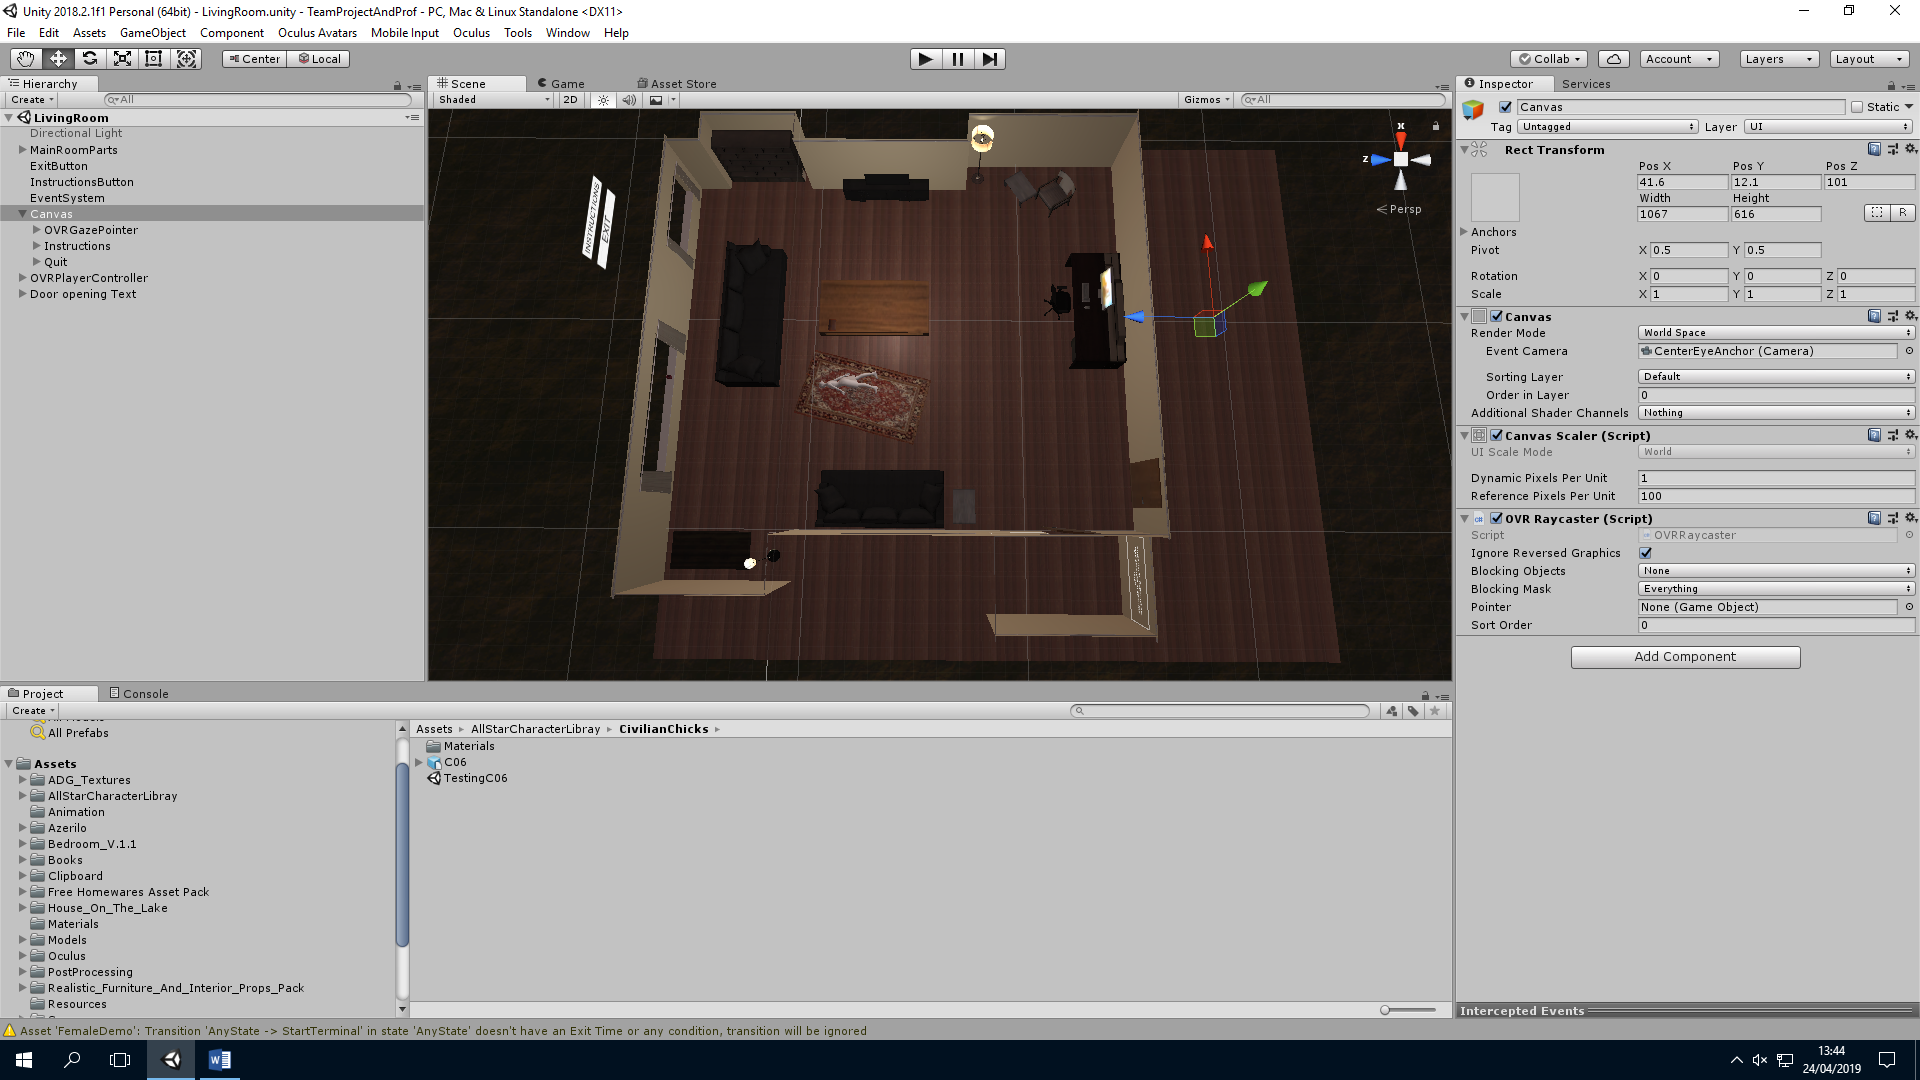 Unity 2018.2.1f1 Personal (64bit) - LivingRoom.unity - TeamProjectAndProf - PC, Mac & Linux Standalone <DX11>
File Edit Assets GameObject Component Oculus Avatars Mobile Input Oculus Tools Window Help
Center Local Collab Account Layers Layout
Hierarchy
Create All
LivingRoom
Directional Light
MainRoomParts
ExitButton
InstructionsButton
EventSystem
Canvas
OVRGazePointer
Instructions
Quit
OVRPlayerController
Door opening Text
Scene Game Asset Store
Shaded 2D Gizmos All
INSTRUCTIONS
EXIT
x
z
Persp
Inspector Services
Canvas Static
Tag Untagged Layer UI
Rect Transform
Pos X Pos Y Pos Z
41.6 12.1 101
Width Height
1067 616 R
Anchors
Pivot X 0.5 Y 0.5
Rotation X 0 Y 0 Z 0
Scale X 1 Y 1 Z 1
Canvas
Render Mode World Space
Event Camera CenterEyeAnchor (Camera)
Sorting Layer Default
Order in Layer 0
Additional Shader Channels Nothing
Canvas Scaler (Script)
UI Scale Mode World
Dynamic Pixels Per Unit 1
Reference Pixels Per Unit 100
OVR Raycaster (Script)
Script OVRRaycaster
Ignore Reversed Graphics
Blocking Objects None
Blocking Mask Everything
Pointer None (Game Object)
Sort Order 0
Add Component
Intercepted Events
Project Console
Create
All Models
All Prefabs
Assets
ADG_Textures
AllStarCharacterLibray
Animation
Azerilo
Bedroom_V.1.1
Books
Clipboard
Free Homewares Asset Pack
House_On_The_Lake
Materials
Models
Oculus
PostProcessing
Realistic_Furniture_And_Interior_Props_Pack
Resources
Assets AllStarCharacterLibray CivilianChicks
Materials
C06
TestingC06
Asset 'FemaleDemo': Transition 'AnyState -> StartTerminal' in state 'AnyState' doesn't have an Exit Time or any condition, transition will be ignored
13:44
24/04/2019